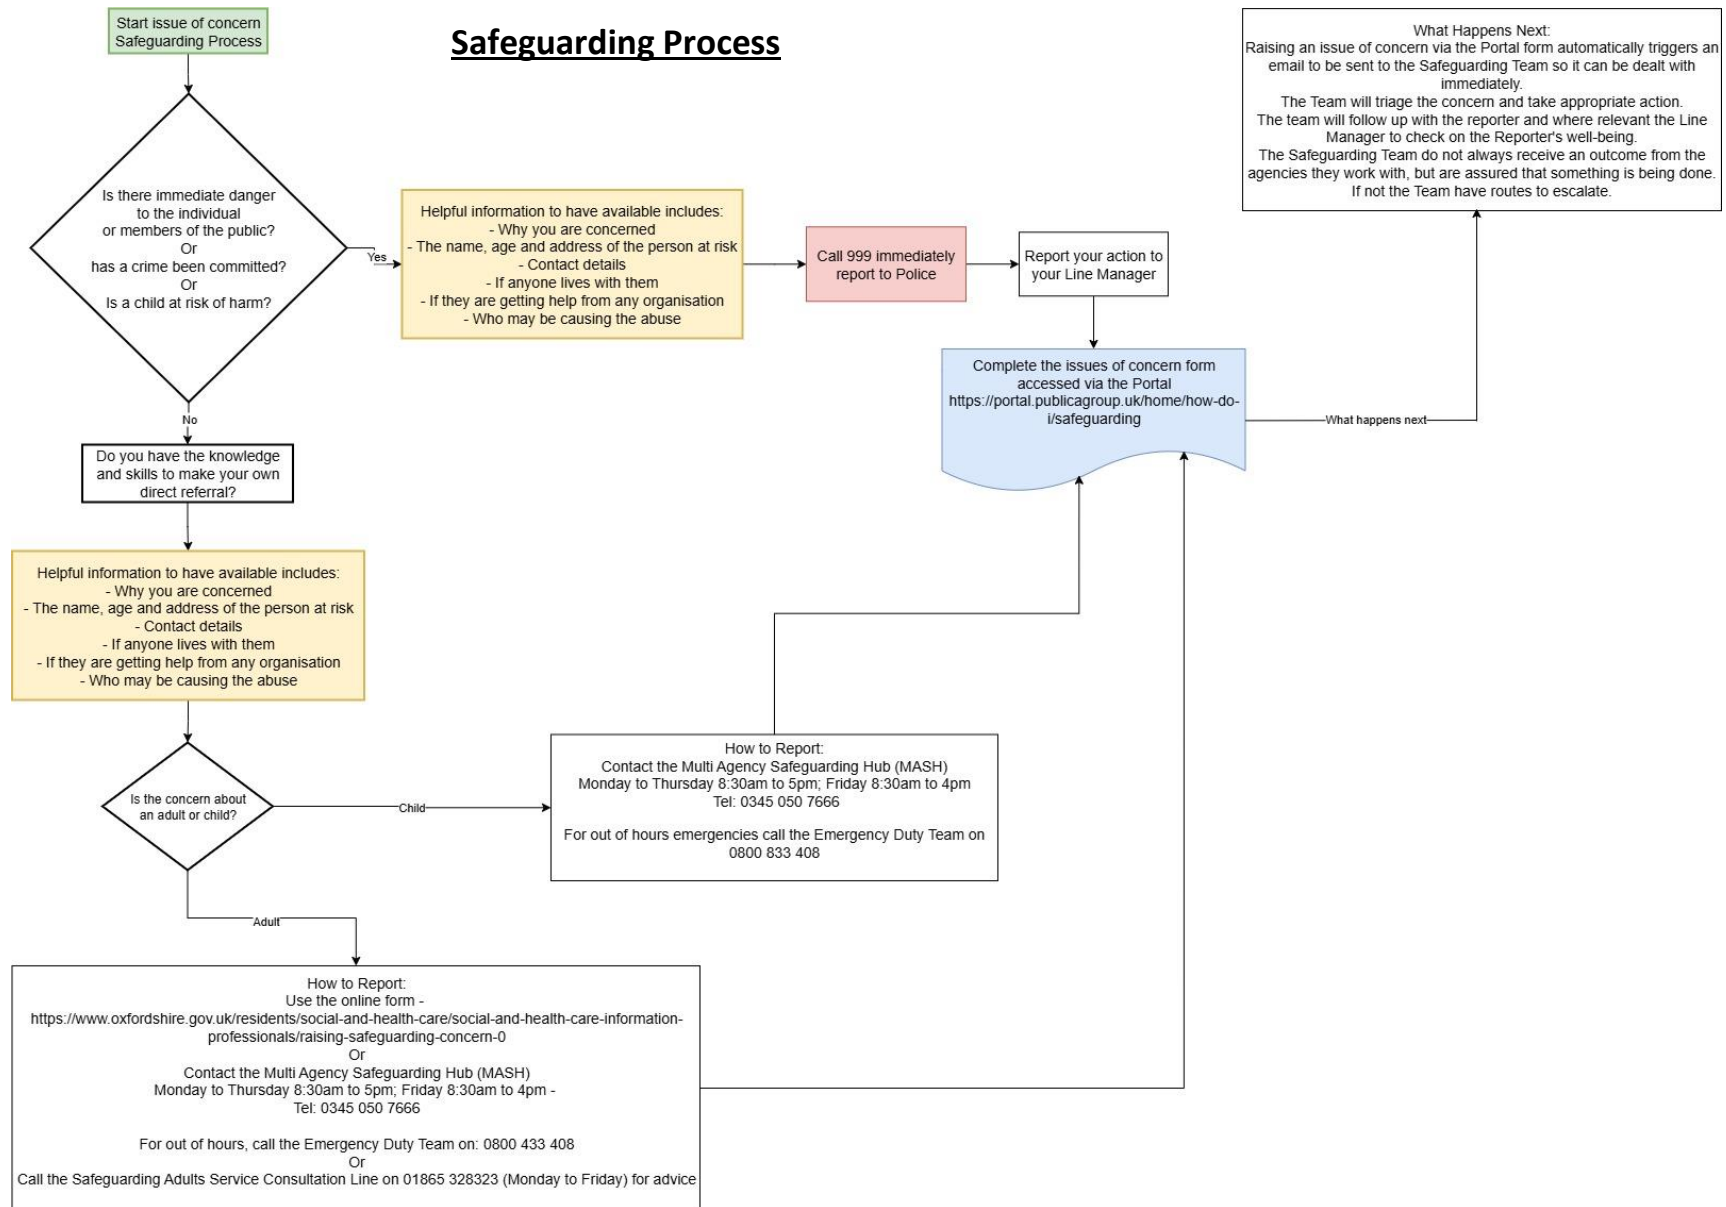 Safeguarding Process
Start issue of concern
Safeguarding Process
Is there immediate danger
to the individual
or members of the public?
Or
has a crime been committed?
Or
Is a child at risk of harm?
Yes
Helpful information to have available includes:
- Why you are concerned
- The name, age and address of the person at risk
- Contact details
- If anyone lives with them
- If they are getting help from any organisation
- Who may be causing the abuse
Call 999 immediately
report to Police
Report your action to
your Line Manager
Complete the issues of concern form
accessed via the Portal
https://portal.publicagroup.uk/home/how-do-
i/safeguarding
What happens next
What Happens Next:
Raising an issue of concern via the Portal form automatically triggers an
email to be sent to the Safeguarding Team so it can be dealt with
immediately.
The Team will triage the concern and take appropriate action.
The team will follow up with the reporter and where relevant the Line
Manager to check on the Reporter's well-being.
The Safeguarding Team do not always receive an outcome from the
agencies they work with, but are assured that something is being done.
If not the Team have routes to escalate.
No
Do you have the knowledge
and skills to make your own
direct referral?
Helpful information to have available includes:
- Why you are concerned
- The name, age and address of the person at risk
- Contact details
- If anyone lives with them
- If they are getting help from any organisation
- Who may be causing the abuse
Is the concern about
an adult or child?
Child
How to Report:
Contact the Multi Agency Safeguarding Hub (MASH)
Monday to Thursday 8:30am to 5pm; Friday 8:30am to 4pm
Tel: 0345 050 7666
For out of hours emergencies call the Emergency Duty Team on
0800 833 408
Adult
How to Report:
Use the online form -
https://www.oxfordshire.gov.uk/residents/social-and-health-care/social-and-health-care-information-
professionals/raising-safeguarding-concern-0
Or
Contact the Multi Agency Safeguarding Hub (MASH)
Monday to Thursday 8:30am to 5pm; Friday 8:30am to 4pm -
Tel: 0345 050 7666
For out of hours, call the Emergency Duty Team on: 0800 433 408
Or
Call the Safeguarding Adults Service Consultation Line on 01865 328323 (Monday to Friday) for advice